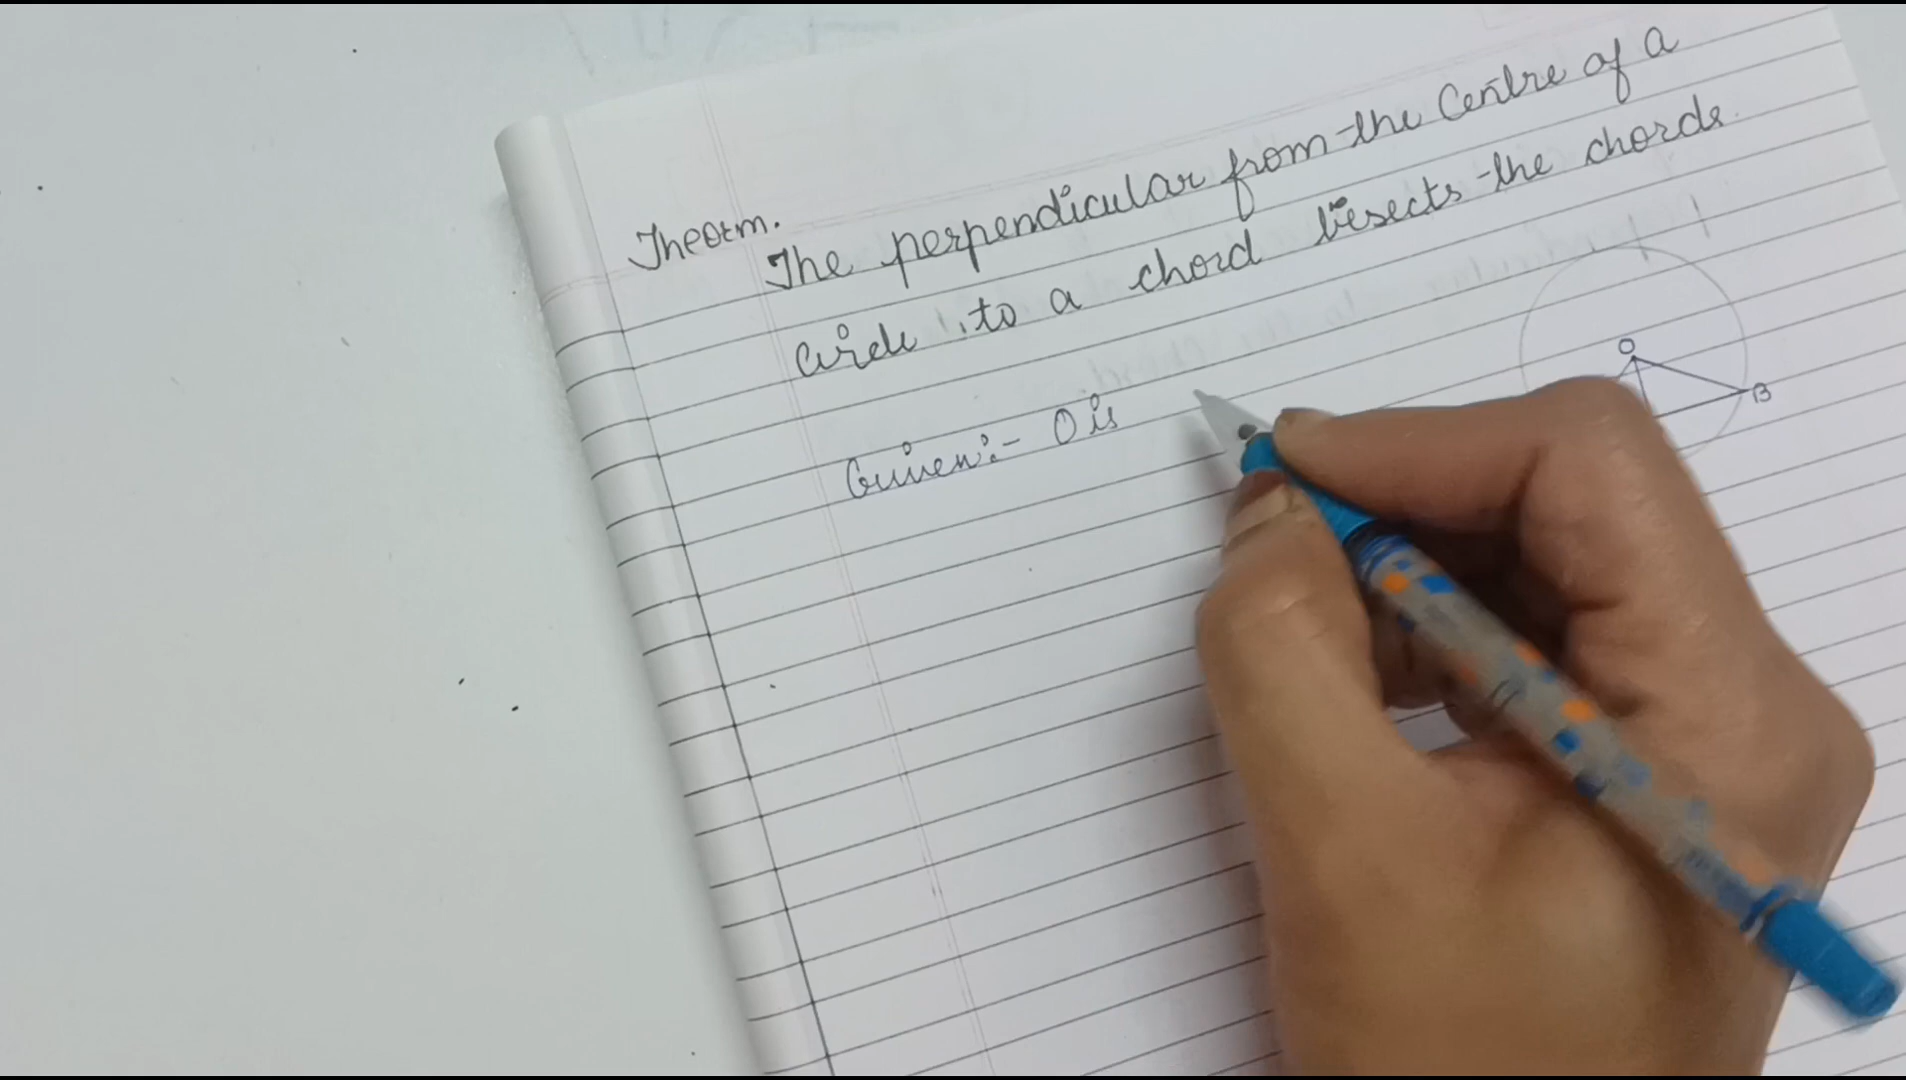 Theorm.
The perpendicular from the Centre of a
Circle to a chord bisects the chords.
Given:- O is
O
B